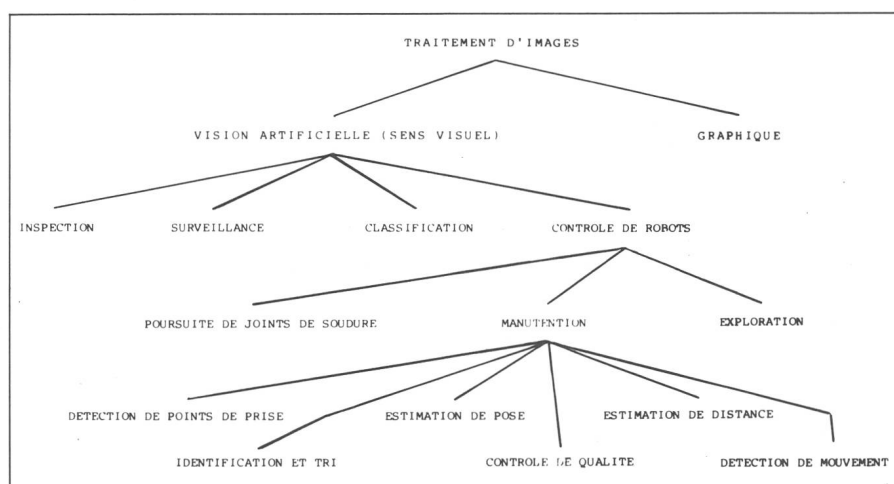 TRAITEMENT D'IMAGES
VISION ARTIFICIELLE (SENS VISUEL)
GRAPHIQUE
INSPECTION
SURVEILLANCE
CLASSIFICATION
CONTROLE DE ROBOTS
POURSUITE DE JOINTS DE SOUDURE
MANUTENTION
EXPLORATION
DETECTION DE POINTS DE PRISE
ESTIMATION DE POSE
ESTIMATION DE DISTANCE
IDENTIFICATION ET TRI
CONTROLE DE QUALITE
DETECTION DE MOUVEMENT